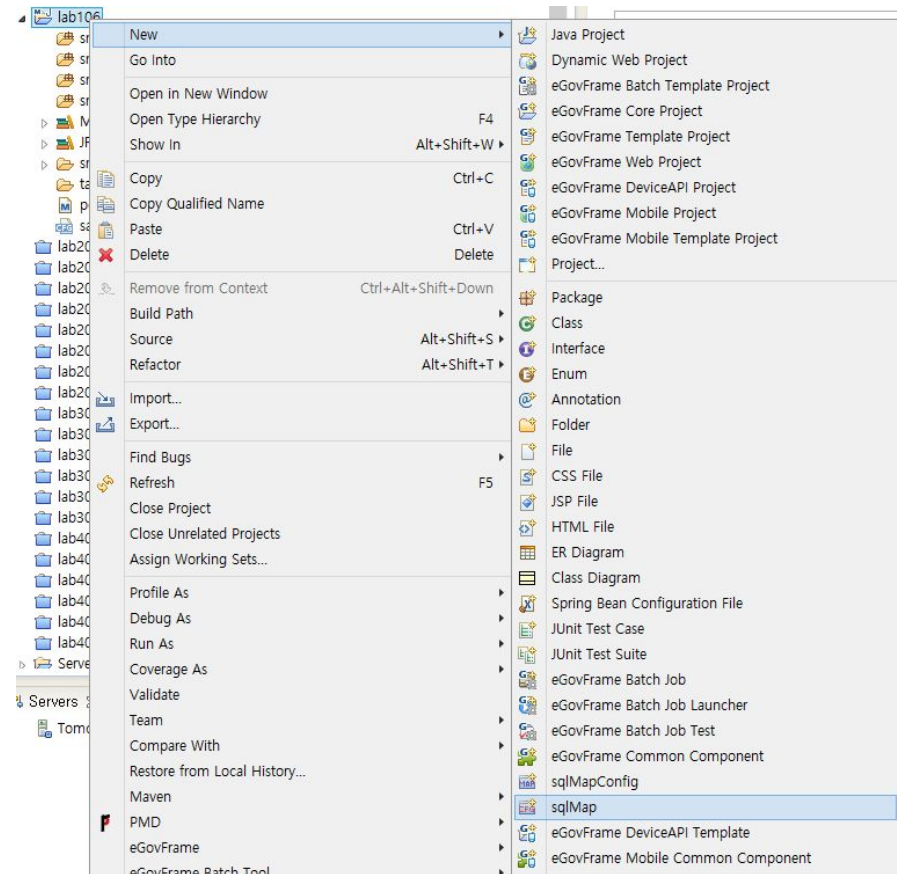 lab106
New
Go Into
Open in New Window
Open Type Hierarchy F4
Show In Alt+Shift+W
Copy Ctrl+C
Copy Qualified Name
Paste Ctrl+V
Delete Delete
Remove from Context Ctrl+Alt+Shift+Down
Build Path
Source Alt+Shift+S
Refactor Alt+Shift+T
Import...
Export...
Find Bugs
Refresh F5
Close Project
Close Unrelated Projects
Assign Working Sets...
Profile As
Debug As
Run As
Coverage As
Validate
Team
Compare With
Restore from Local History...
Maven
PMD
eGovFrame
eGovFrame Batch Tool
Java Project
Dynamic Web Project
eGovFrame Batch Template Project
eGovFrame Core Project
eGovFrame Template Project
eGovFrame Web Project
eGovFrame DeviceAPI Project
eGovFrame Mobile Project
eGovFrame Mobile Template Project
Project...
Package
Class
Interface
Enum
Annotation
Folder
File
CSS File
JSP File
HTML File
ER Diagram
Class Diagram
Spring Bean Configuration File
JUnit Test Case
JUnit Test Suite
eGovFrame Batch Job
eGovFrame Batch Job Launcher
eGovFrame Batch Job Test
eGovFrame Common Component
sqlMapConfig
sqlMap
eGovFrame DeviceAPI Template
eGovFrame Mobile Common Component
Servers